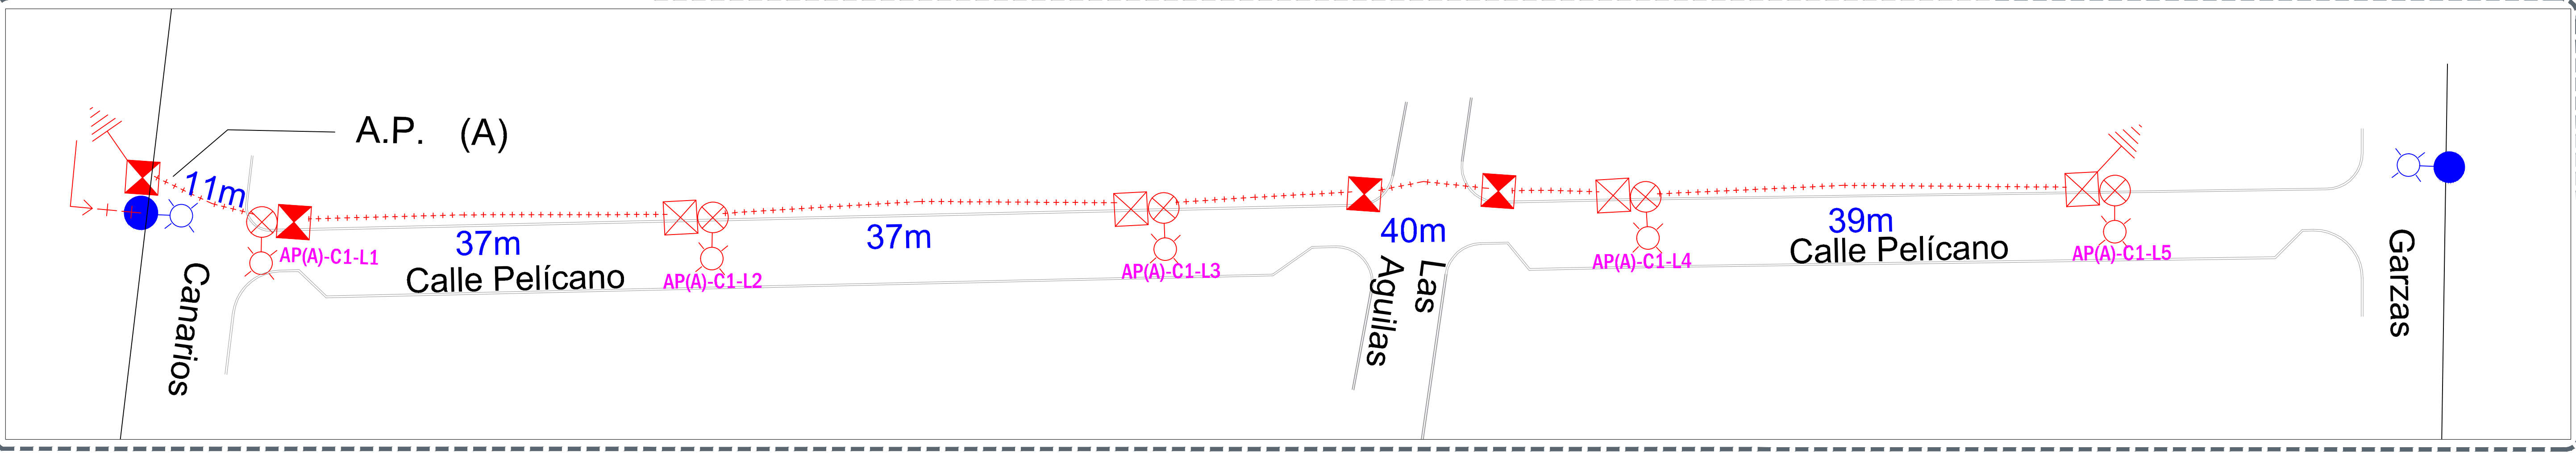 A.P. (A)
11m
AP(A)-C1-L1
37m
Calle Pelícano
AP(A)-C1-L2
37m
AP(A)-C1-L3
40m
Las
Aguilas
AP(A)-C1-L4
39m
Calle Pelícano
AP(A)-C1-L5
Canarios
Garzas